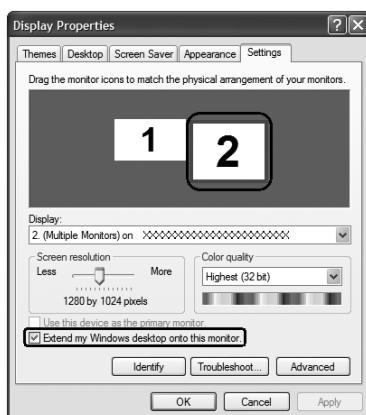 Display Properties
Themes Desktop Screen Saver Appearance Settings
Drag the monitor icons to match the physical arrangement of your monitors.
1 2
Display:
2. (Multiple Monitors) on XXXXXXXXXXXXXXXXXXXXXX
Screen resolution Color quality
Less More Highest (32 bit)
1280 by 1024 pixels
Use this device as the primary monitor.
Extend my Windows desktop onto this monitor.
Identify Troubleshoot... Advanced
OK Cancel Apply